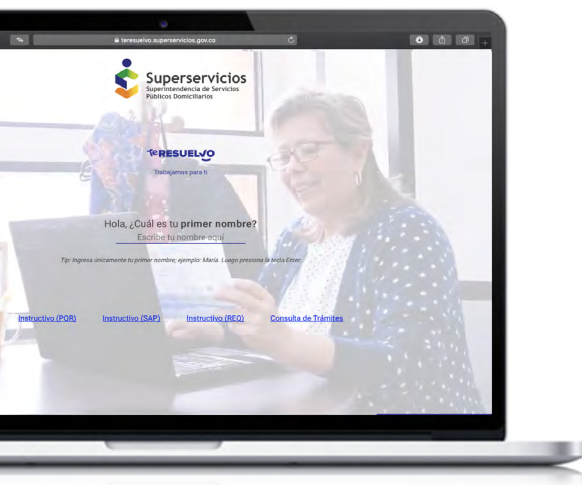 teresuelvo.superservicios.gov.co
Superservicios
Superintendencia de Servicios
Públicos Domiciliarios
Te RESUELVO
Trabajamos para ti
Hola, ¿Cuál es tu primer nombre?
Escribe tu nombre aquí
Tip: Ingresa únicamente tu primer nombre; ejemplo: María. Luego presiona la tecla Enter.
Instructivo (PQR) Instructivo (SAP) Instructivo (REQ) Consulta de Trámites